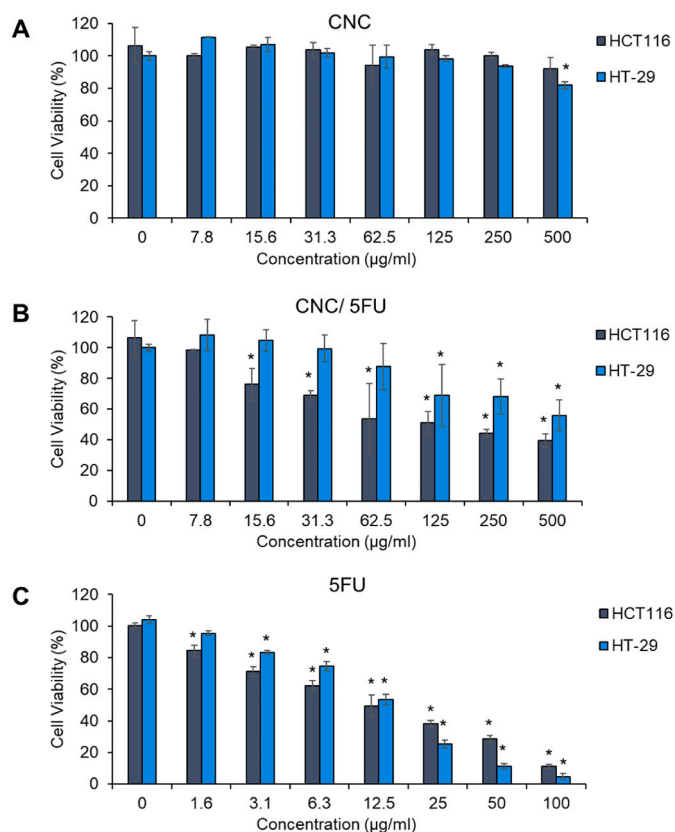 A
CNC
120
100
80
60
40
20
0
Cell Viability (%)
*
HCT116
HT-29
0 7.8 15.6 31.3 62.5 125 250 500
Concentration (µg/ml)
B
CNC/ 5FU
120
100
80
60
40
20
0
Cell Viability (%)
* * * * * * * * *
HCT116
HT-29
0 7.8 15.6 31.3 62.5 125 250 500
Concentration (µg/ml)
C
5FU
120
100
80
60
40
20
0
Cell Viability (%)
* * * * * * * * * * * * *
HCT116
HT-29
0 1.6 3.1 6.3 12.5 25 50 100
Concentration (µg/ml)